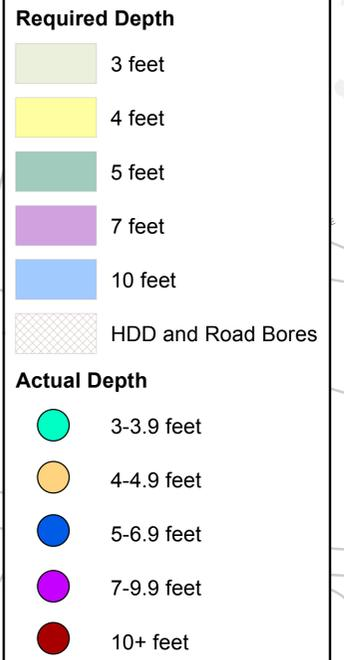 Required Depth
3 feet
4 feet
5 feet
7 feet
10 feet
HDD and Road Bores
Actual Depth
3-3.9 feet
4-4.9 feet
5-6.9 feet
7-9.9 feet
10+ feet